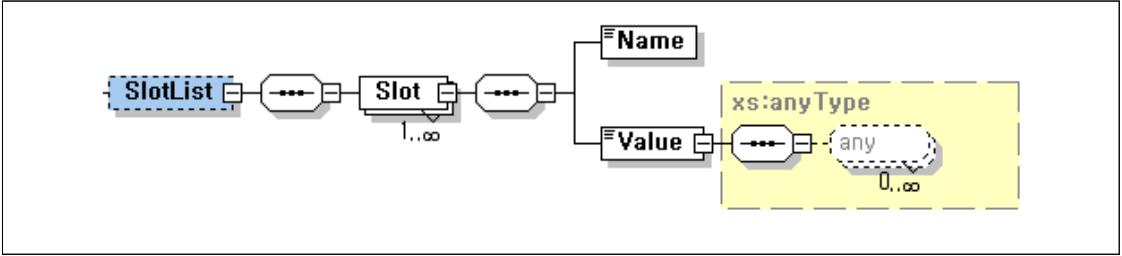 SlotList
Slot
1..∞
Name
xs:anyType
Value
any
0..∞